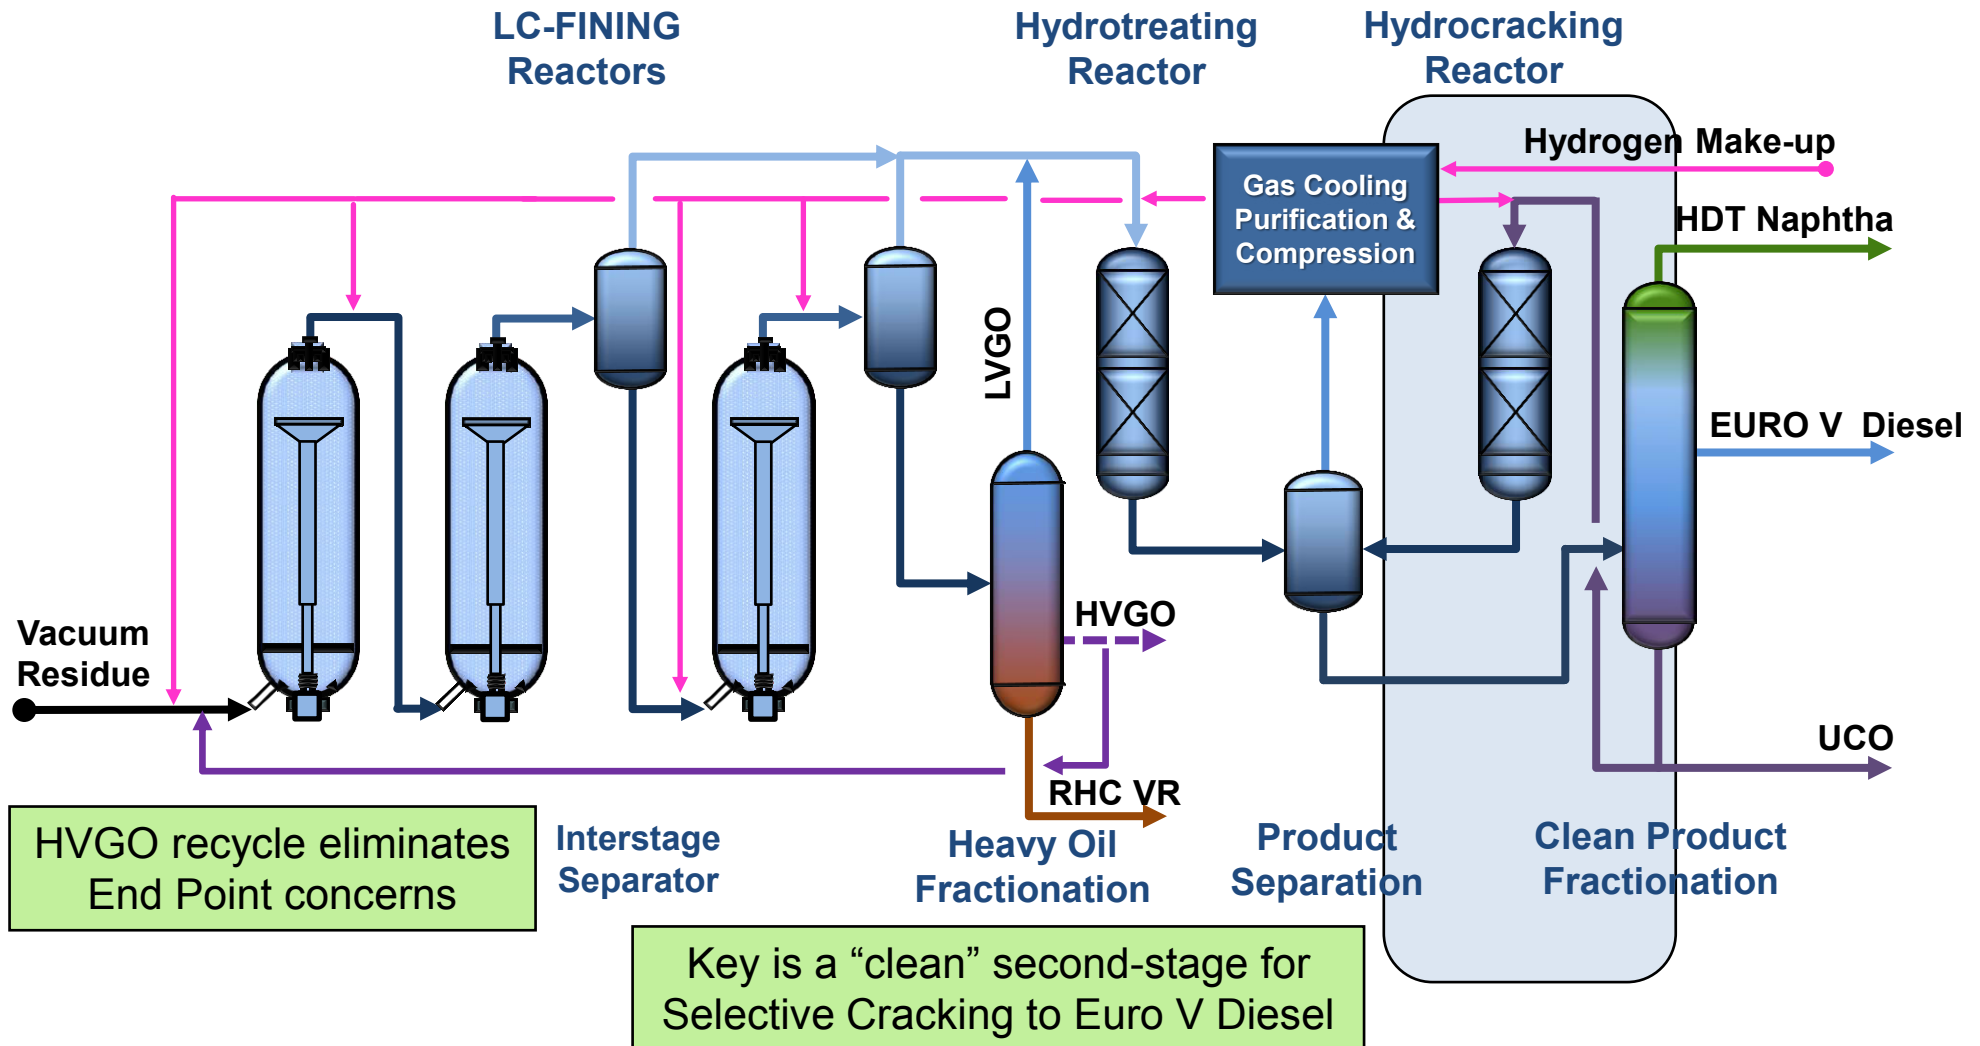 LC-FINING
Reactors
Hydrotreating
Reactor
Hydrocracking
Reactor
Hydrogen Make-up
Gas Cooling
Purification &
Compression
HDT Naphtha
LVGO
EURO V  Diesel
HVGO
Vacuum
Residue
UCO
RHC VR
HVGO recycle eliminates
End Point concerns
Interstage
Separator
Heavy Oil
Fractionation
Product
Separation
Clean Product
Fractionation
Key is a “clean” second-stage for
Selective Cracking to Euro V Diesel